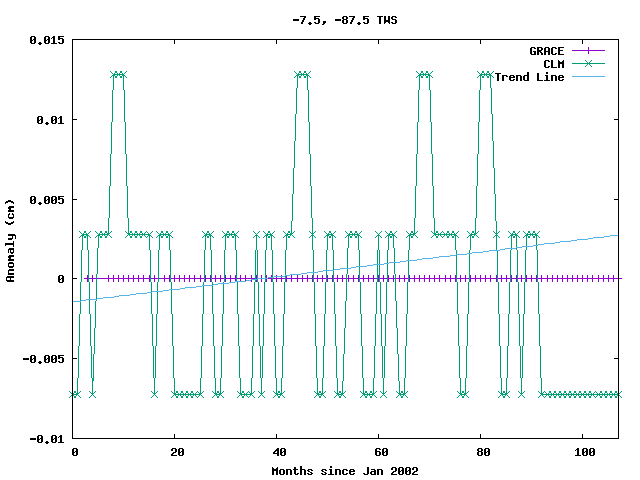 -7.5, -87.5 TWS
0.015
0.01
0.005
0
-0.005
-0.01
Anomaly (cm)
GRACE
CLM
Trend Line
0 20 40 60 80 100
Months since Jan 2002